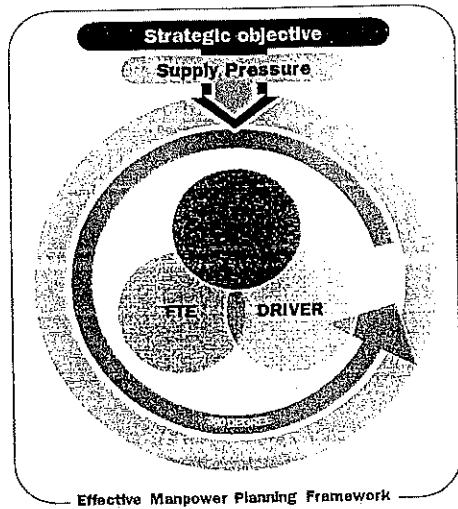 Strategic objective
Supply Pressure
FTE
DRIVER
Effective Manpower Planning Framework